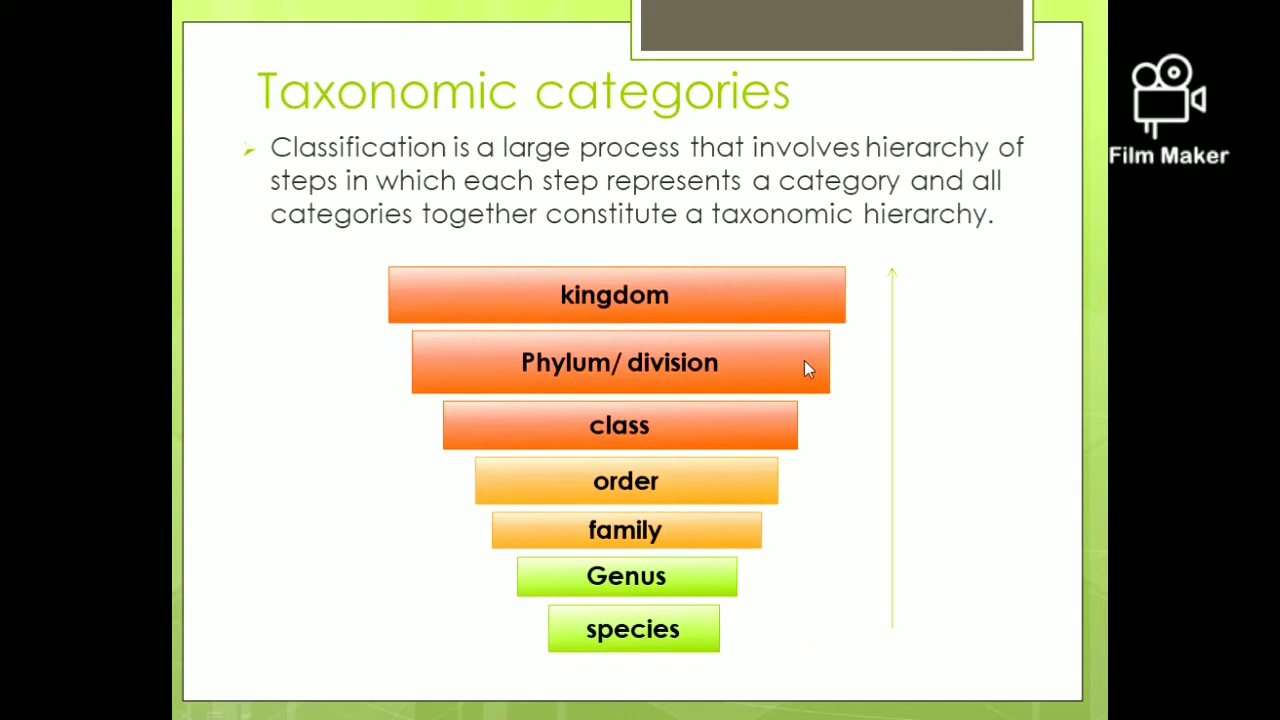 Taxonomic categories
Classification is a large process that involves hierarchy of
steps in which each step represents a category and all
categories together constitute a taxonomic hierarchy.
kingdom
Phylum/ division
class
order
family
Genus
species
Film Maker